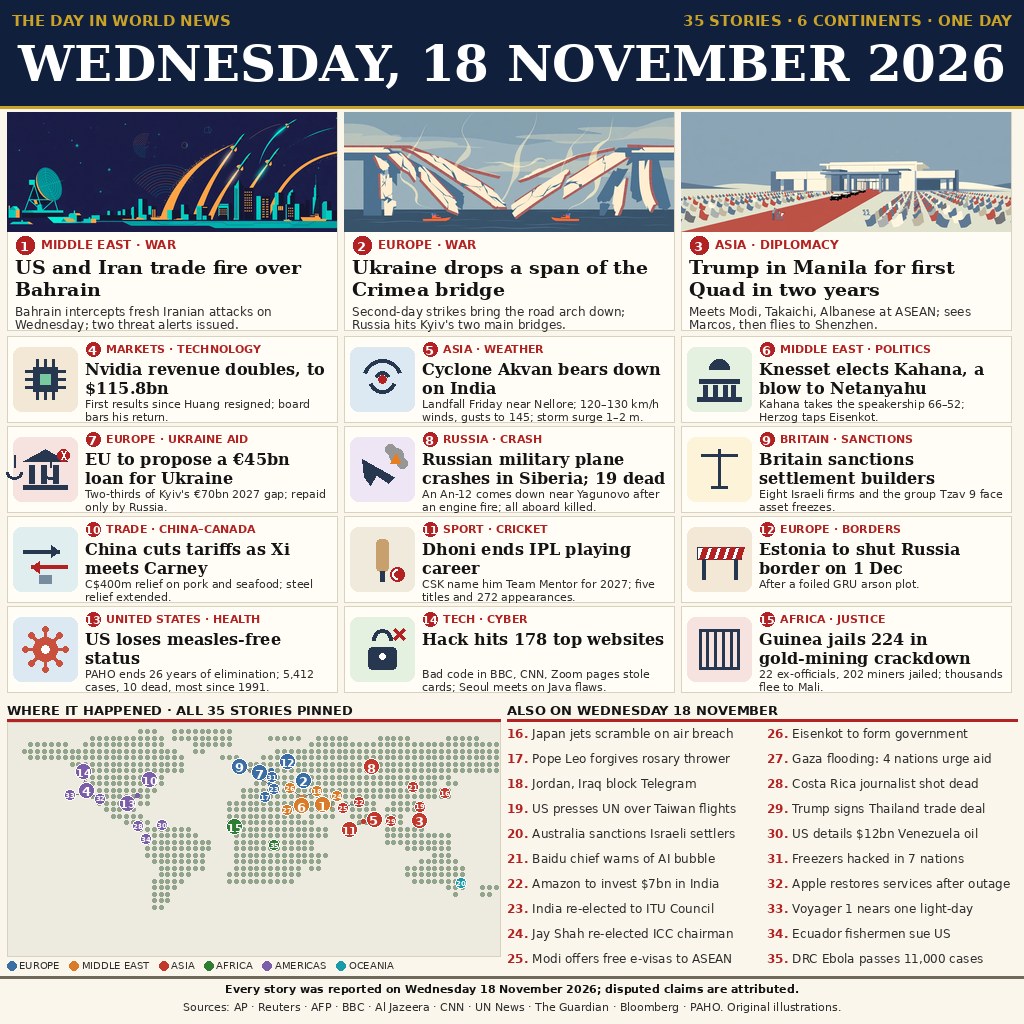 THE DAY IN WORLD NEWS
35 STORIES · 6 CONTINENTS · ONE DAY
WEDNESDAY, 18 NOVEMBER 2026
1 MIDDLE EAST · WAR
US and Iran trade fire over
Bahrain
Bahrain intercepts fresh Iranian attacks on
Wednesday; two threat alerts issued.
2 EUROPE · WAR
Ukraine drops a span of the
Crimea bridge
Second-day strikes bring the road arch down;
Russia hits Kyiv's two main bridges.
3 ASIA · DIPLOMACY
Trump in Manila for first
Quad in two years
Meets Modi, Takaichi, Albanese at ASEAN; sees
Marcos, then flies to Shenzhen.
4 MARKETS · TECHNOLOGY
Nvidia revenue doubles, to
$115.8bn
First results since Huang resigned; board
bars his return.
5 ASIA · WEATHER
Cyclone Akvan bears down
on India
Landfall Friday near Nellore; 120–130 km/h
winds, gusts to 145; storm surge 1–2 m.
6 MIDDLE EAST · POLITICS
Knesset elects Kahana, a
blow to Netanyahu
Kahana takes the speakership 66–52;
Herzog taps Eisenkot.
7 EUROPE · UKRAINE AID
EU to propose a €45bn
loan for Ukraine
Two-thirds of Kyiv's €70bn 2027 gap; repaid
only by Russia.
8 RUSSIA · CRASH
Russian military plane
crashes in Siberia; 19 dead
An An-12 comes down near Yagunovo after
an engine fire; all aboard killed.
9 BRITAIN · SANCTIONS
Britain sanctions
settlement builders
Eight Israeli firms and the group Tzav 9 face
asset freezes.
10 TRADE · CHINA–CANADA
China cuts tariffs as Xi
meets Carney
C$400m relief on pork and seafood; steel
relief extended.
11 SPORT · CRICKET
Dhoni ends IPL playing
career
CSK name him Team Mentor for 2027; five
titles and 272 appearances.
12 EUROPE · BORDERS
Estonia to shut Russia
border on 1 Dec
After a foiled GRU arson plot.
13 UNITED STATES · HEALTH
US loses measles-free
status
PAHO ends 26 years of elimination; 5,412
cases, 10 dead, most since 1991.
14 TECH · CYBER
Hack hits 178 top websites
Bad code in BBC, CNN, Zoom pages stole
cards; Seoul meets on Java flaws.
15 AFRICA · JUSTICE
Guinea jails 224 in
gold-mining crackdown
22 ex-officials, 202 miners jailed; thousands
flee to Mali.
WHERE IT HAPPENED · ALL 35 STORIES PINNED
EUROPE MIDDLE EAST ASIA AFRICA AMERICAS OCEANIA
ALSO ON WEDNESDAY 18 NOVEMBER
16. Japan jets scramble on air breach
17. Pope Leo forgives rosary thrower
18. Jordan, Iraq block Telegram
19. US presses UN over Taiwan flights
20. Australia sanctions Israeli settlers
21. Baidu chief warns of AI bubble
22. Amazon to invest $7bn in India
23. India re-elected to ITU Council
24. Jay Shah re-elected ICC chairman
25. Modi offers free e-visas to ASEAN
26. Eisenkot to form government
27. Gaza flooding: 4 nations urge aid
28. Costa Rica journalist shot dead
29. Trump signs Thailand trade deal
30. US details $12bn Venezuela oil
31. Freezers hacked in 7 nations
32. Apple restores services after outage
33. Voyager 1 nears one light-day
34. Ecuador fishermen sue US
35. DRC Ebola passes 11,000 cases
Every story was reported on Wednesday 18 November 2026; disputed claims are attributed.
Sources: AP · Reuters · AFP · BBC · Al Jazeera · CNN · UN News · The Guardian · Bloomberg · PAHO. Original illustrations.